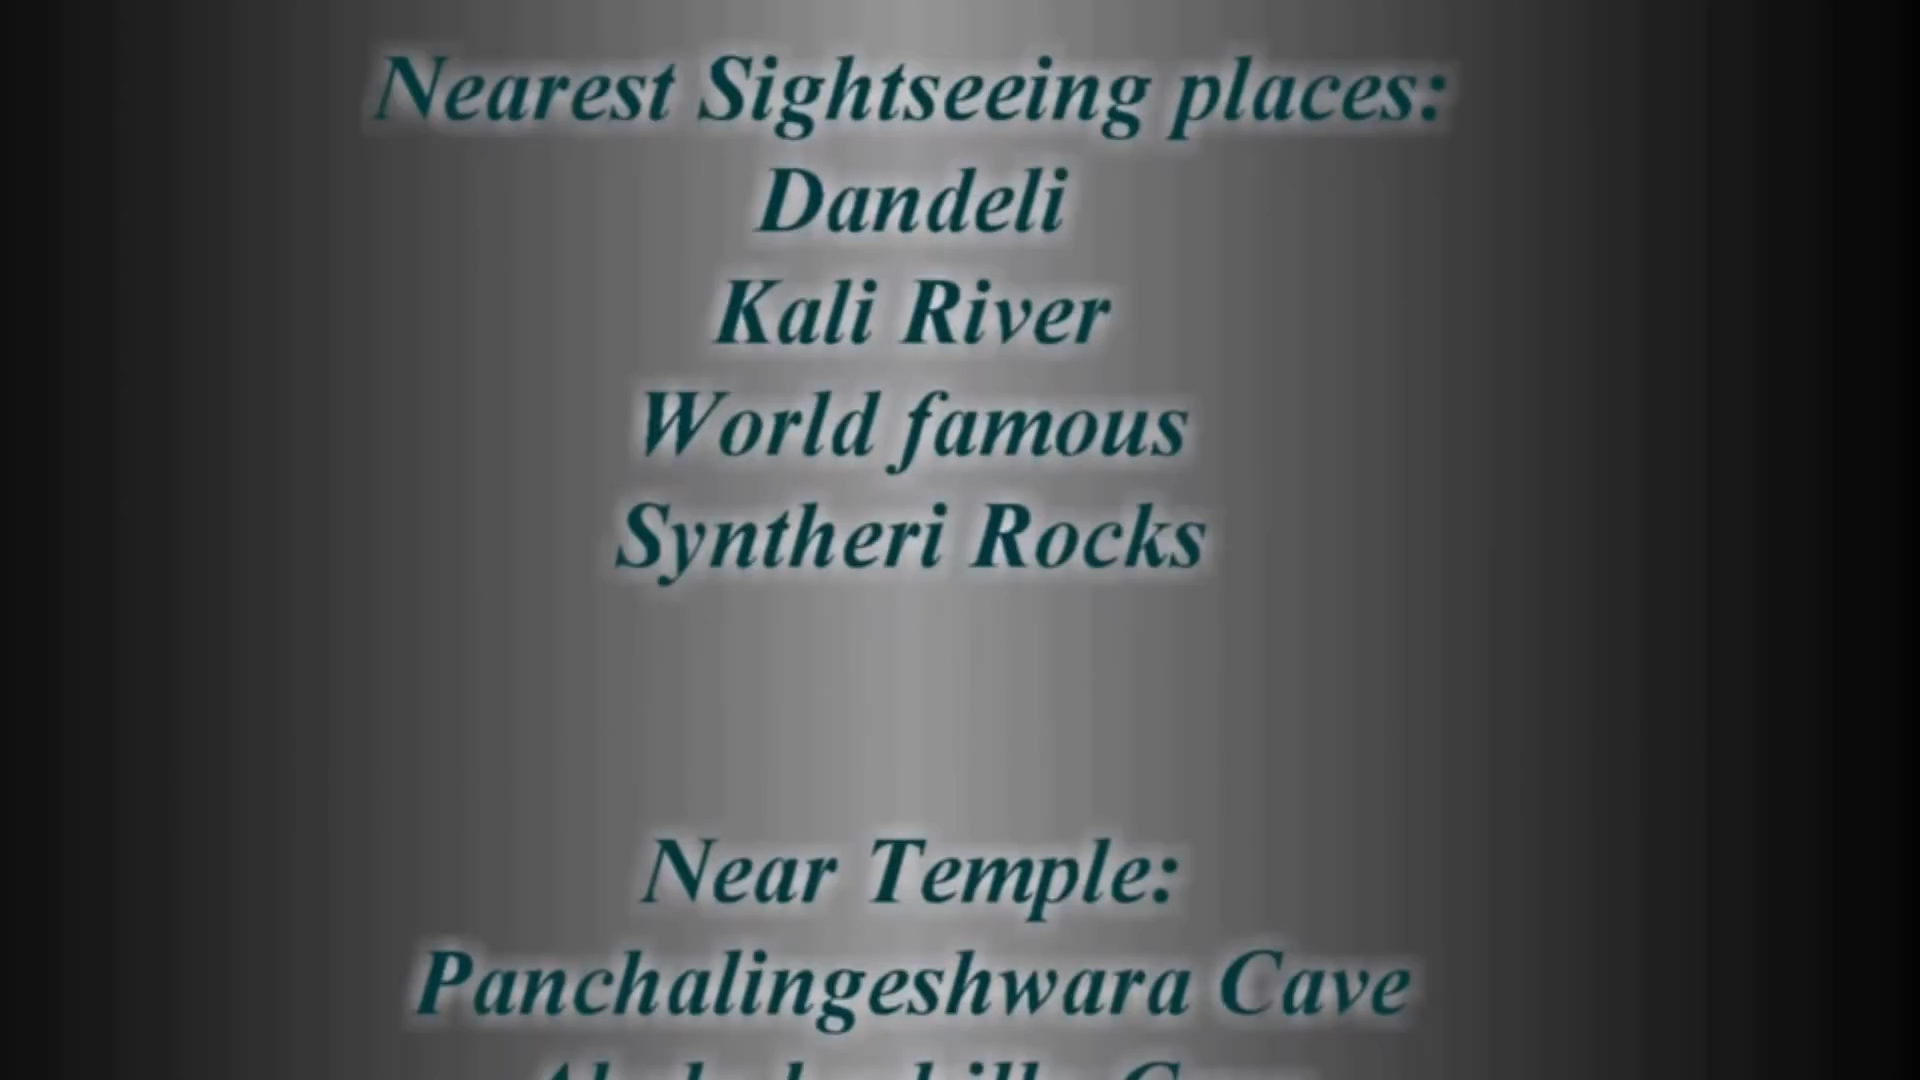 Nearest Sightseeing places:
Dandeli
Kali River
World famous
Syntheri Rocks
Near Temple:
Panchalingeshwara Cave